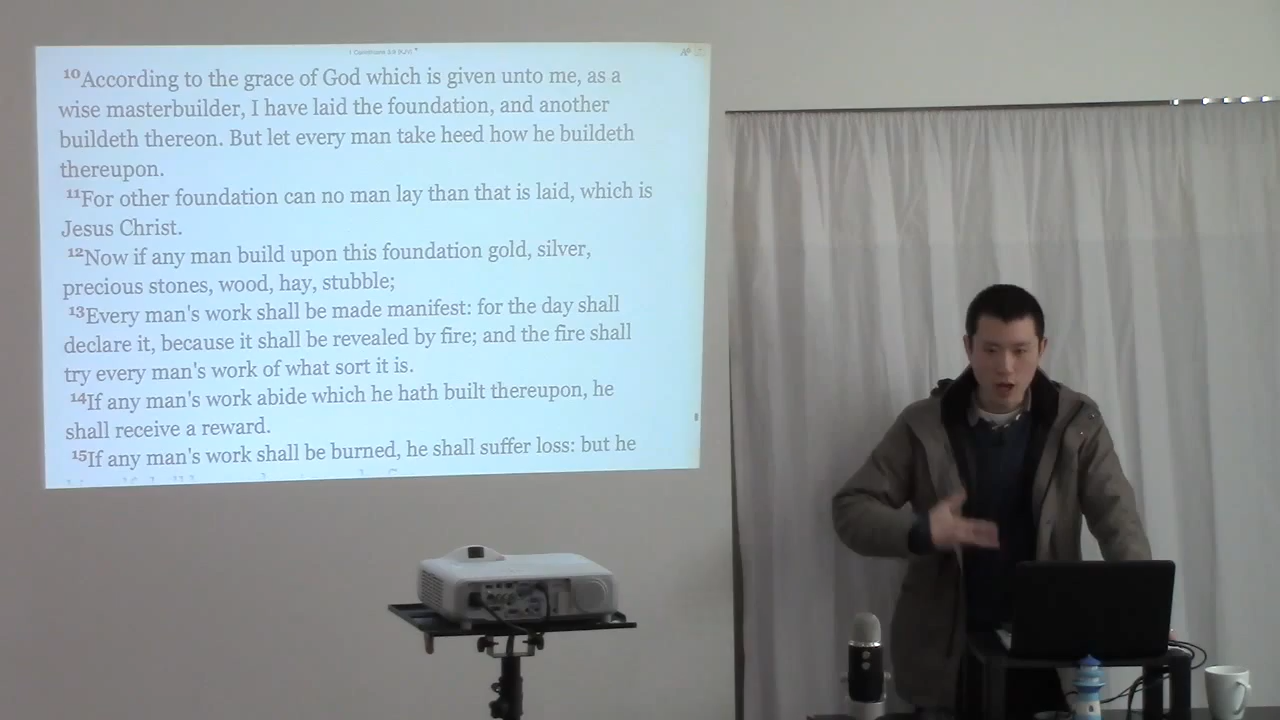 1 Corinthians 3:9 (KJV)
10According to the grace of God which is given unto me, as a
wise masterbuilder, I have laid the foundation, and another
buildeth thereon. But let every man take heed how he buildeth
thereupon.
11For other foundation can no man lay than that is laid, which is
Jesus Christ.
12Now if any man build upon this foundation gold, silver,
precious stones, wood, hay, stubble;
13Every man's work shall be made manifest: for the day shall
declare it, because it shall be revealed by fire; and the fire shall
try every man's work of what sort it is.
14If any man's work abide which he hath built thereupon, he
shall receive a reward.
15If any man's work shall be burned, he shall suffer loss: but he